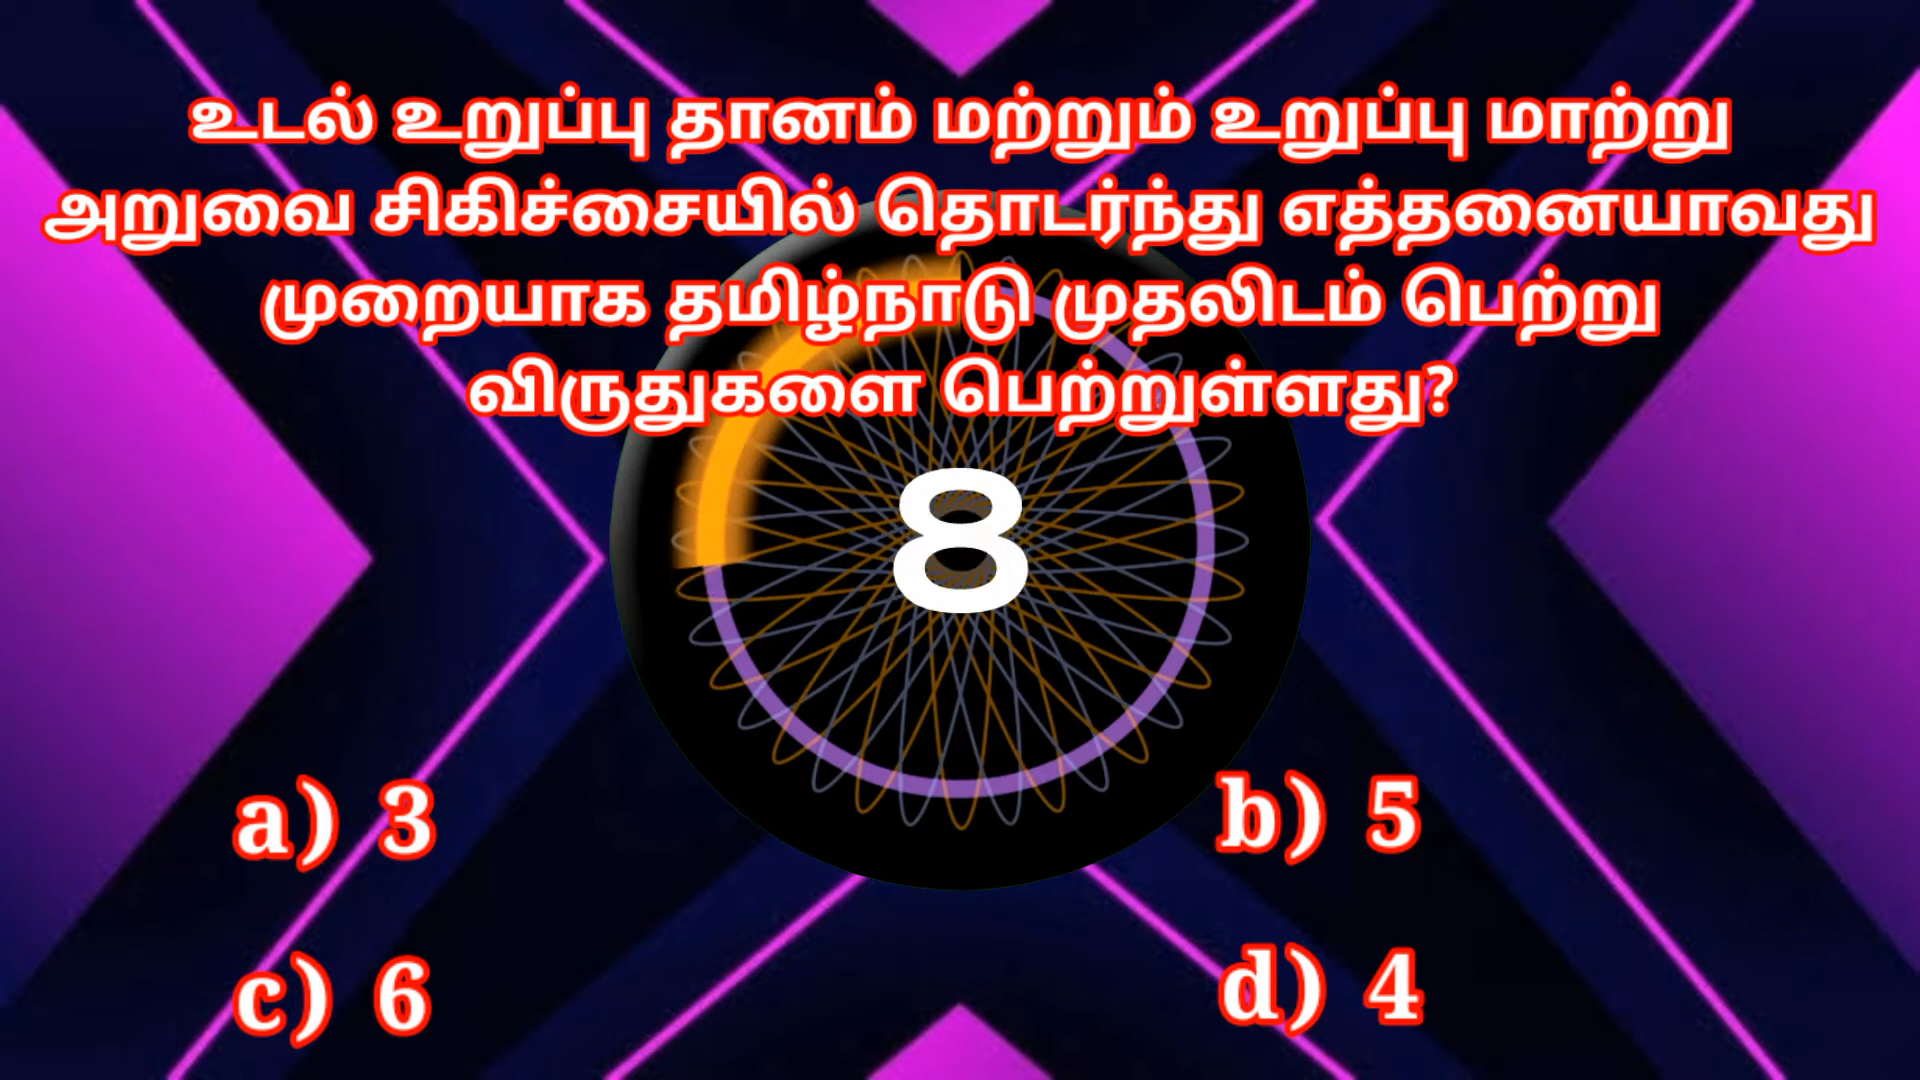 உடல் உறுப்பு தானம் மற்றும் உறுப்பு மாற்று
அறுவை சிகிச்சையில் தொடர்ந்து எத்தனையாவது
முறையாக தமிழ்நாடு முதலிடம் பெற்று
விருதுகளை பெற்றுள்ளது?
8
a) 3
b) 5
c) 6
d) 4